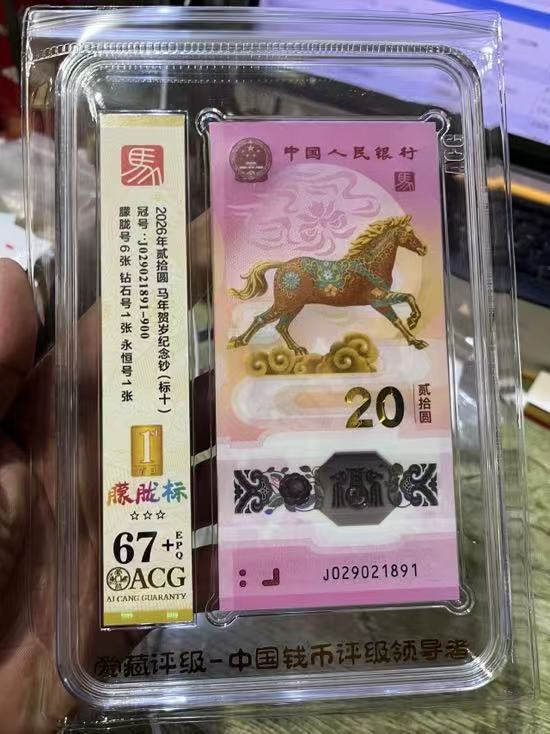 馬
2026年贰拾圆 马年贺岁纪念钞（标十）
冠号：J029021891-900
朦胧号6张 钻石号1张 永恒号1张
1st
朦胧标
☆☆☆
67+EPQ
ACG
AI CANG GUARANTY
中国人民银行
馬
20
贰拾圆
福
J029021891
ACG
爱藏评级-中国钱币评级领导者